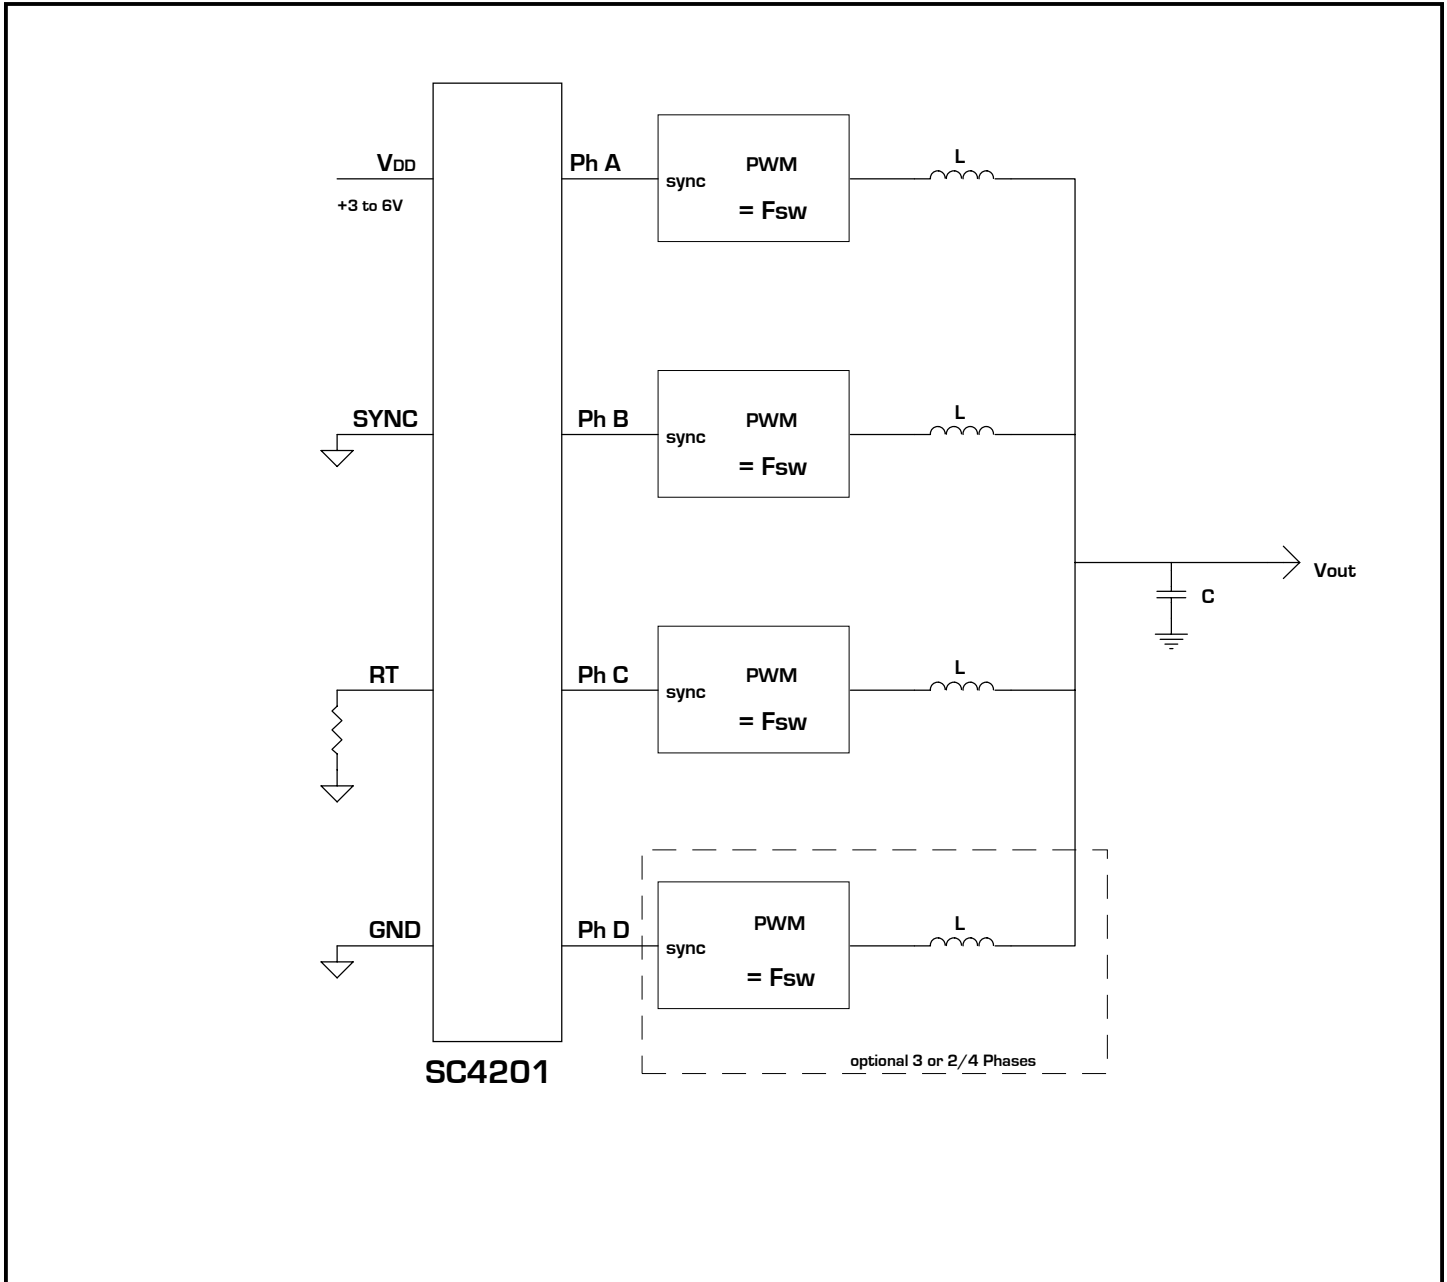 VDD
+3 to 6V
Ph A
sync
PWM
= Fsw
L
SYNC
Ph B
sync
PWM
= Fsw
L
Vout
C
RT
Ph C
sync
PWM
= Fsw
L
GND
Ph D
sync
PWM
= Fsw
L
optional 3 or 2/4 Phases
SC4201